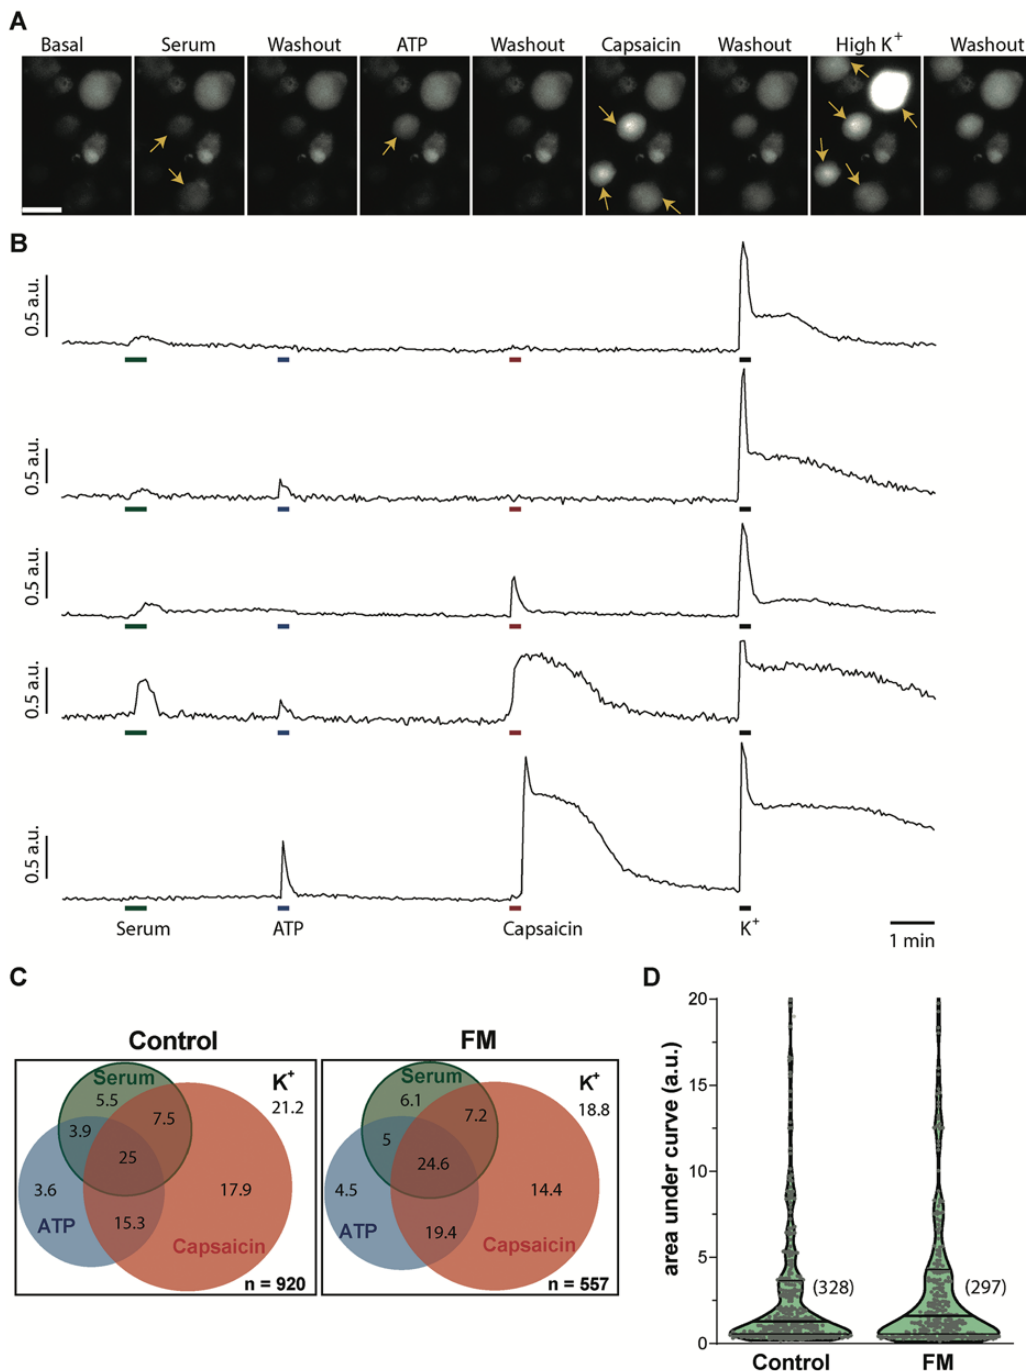 A
Basal Serum Washout ATP Washout Capsaicin Washout High K+ Washout
B
0.5 a.u.
0.5 a.u.
0.5 a.u.
0.5 a.u.
0.5 a.u.
Serum ATP Capsaicin K+
1 min
C
Control
Serum
K+
5.5
21.2
3.9
7.5
25
3.6
17.9
ATP
15.3
Capsaicin
n = 920
FM
Serum
K+
6.1
18.8
5
7.2
24.6
4.5
14.4
ATP
19.4
Capsaicin
n = 557
D
area under curve (a.u.)
20
15
10
5
0
(328)
(297)
Control FM